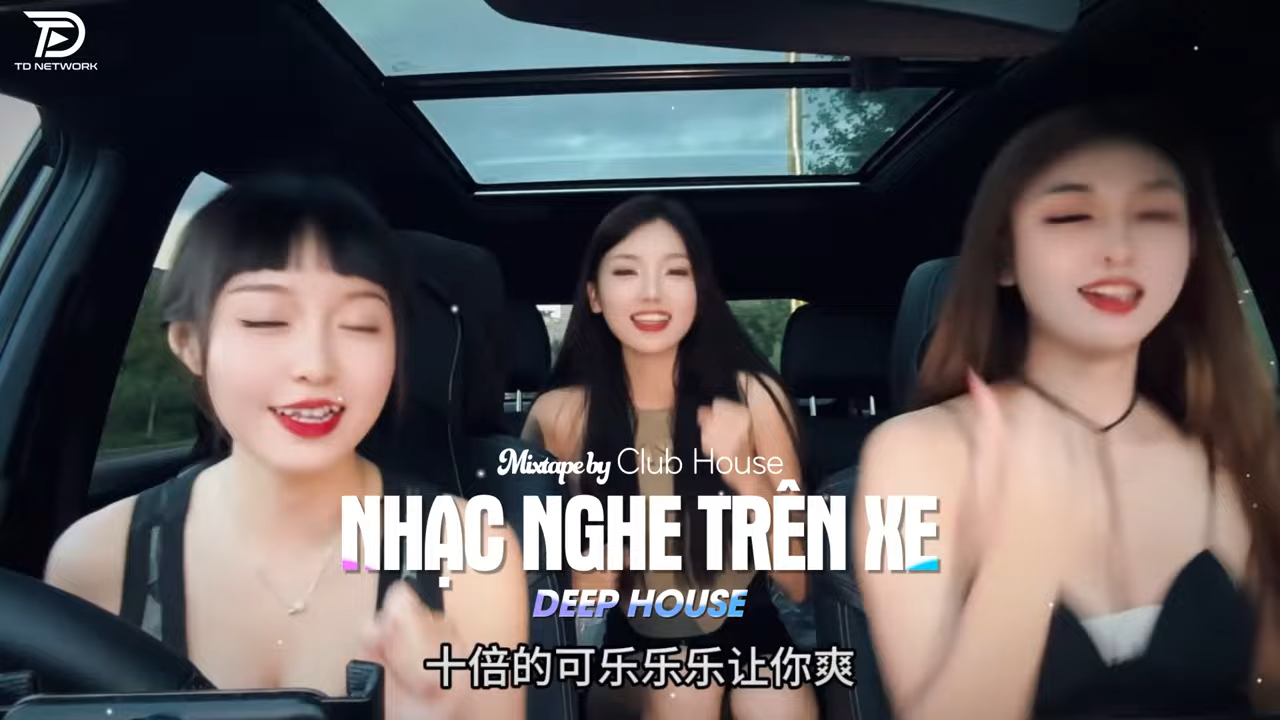 TD NETWORK
Mixtape by Club House
NHẠC NGHE TRÊN XE
DEEP HOUSE
十倍的可乐乐乐让你爽